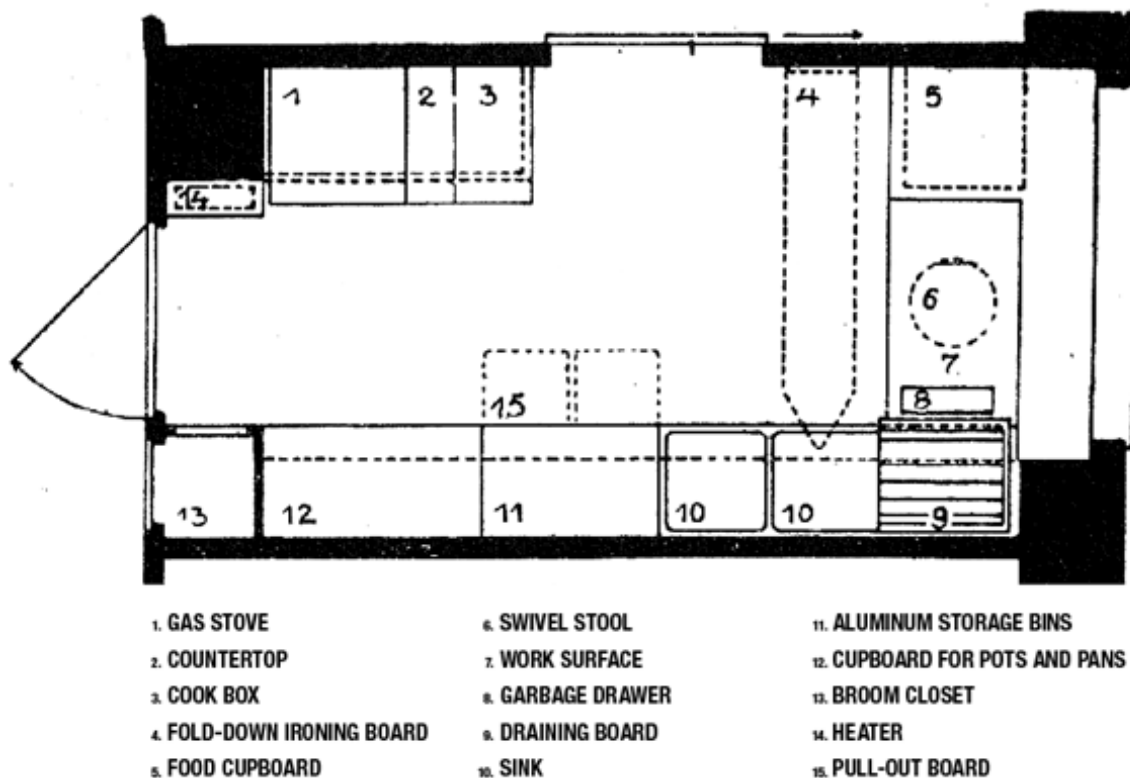 1 2 3 4 5
14
6
7
15 8
13 12 11 10 10 9
1. GAS STOVE
2. COUNTERTOP
3. COOK BOX
4. FOLD-DOWN IRONING BOARD
5. FOOD CUPBOARD
6. SWIVEL STOOL
7. WORK SURFACE
8. GARBAGE DRAWER
9. DRAINING BOARD
10. SINK
11. ALUMINUM STORAGE BINS
12. CUPBOARD FOR POTS AND PANS
13. BROOM CLOSET
14. HEATER
15. PULL-OUT BOARD